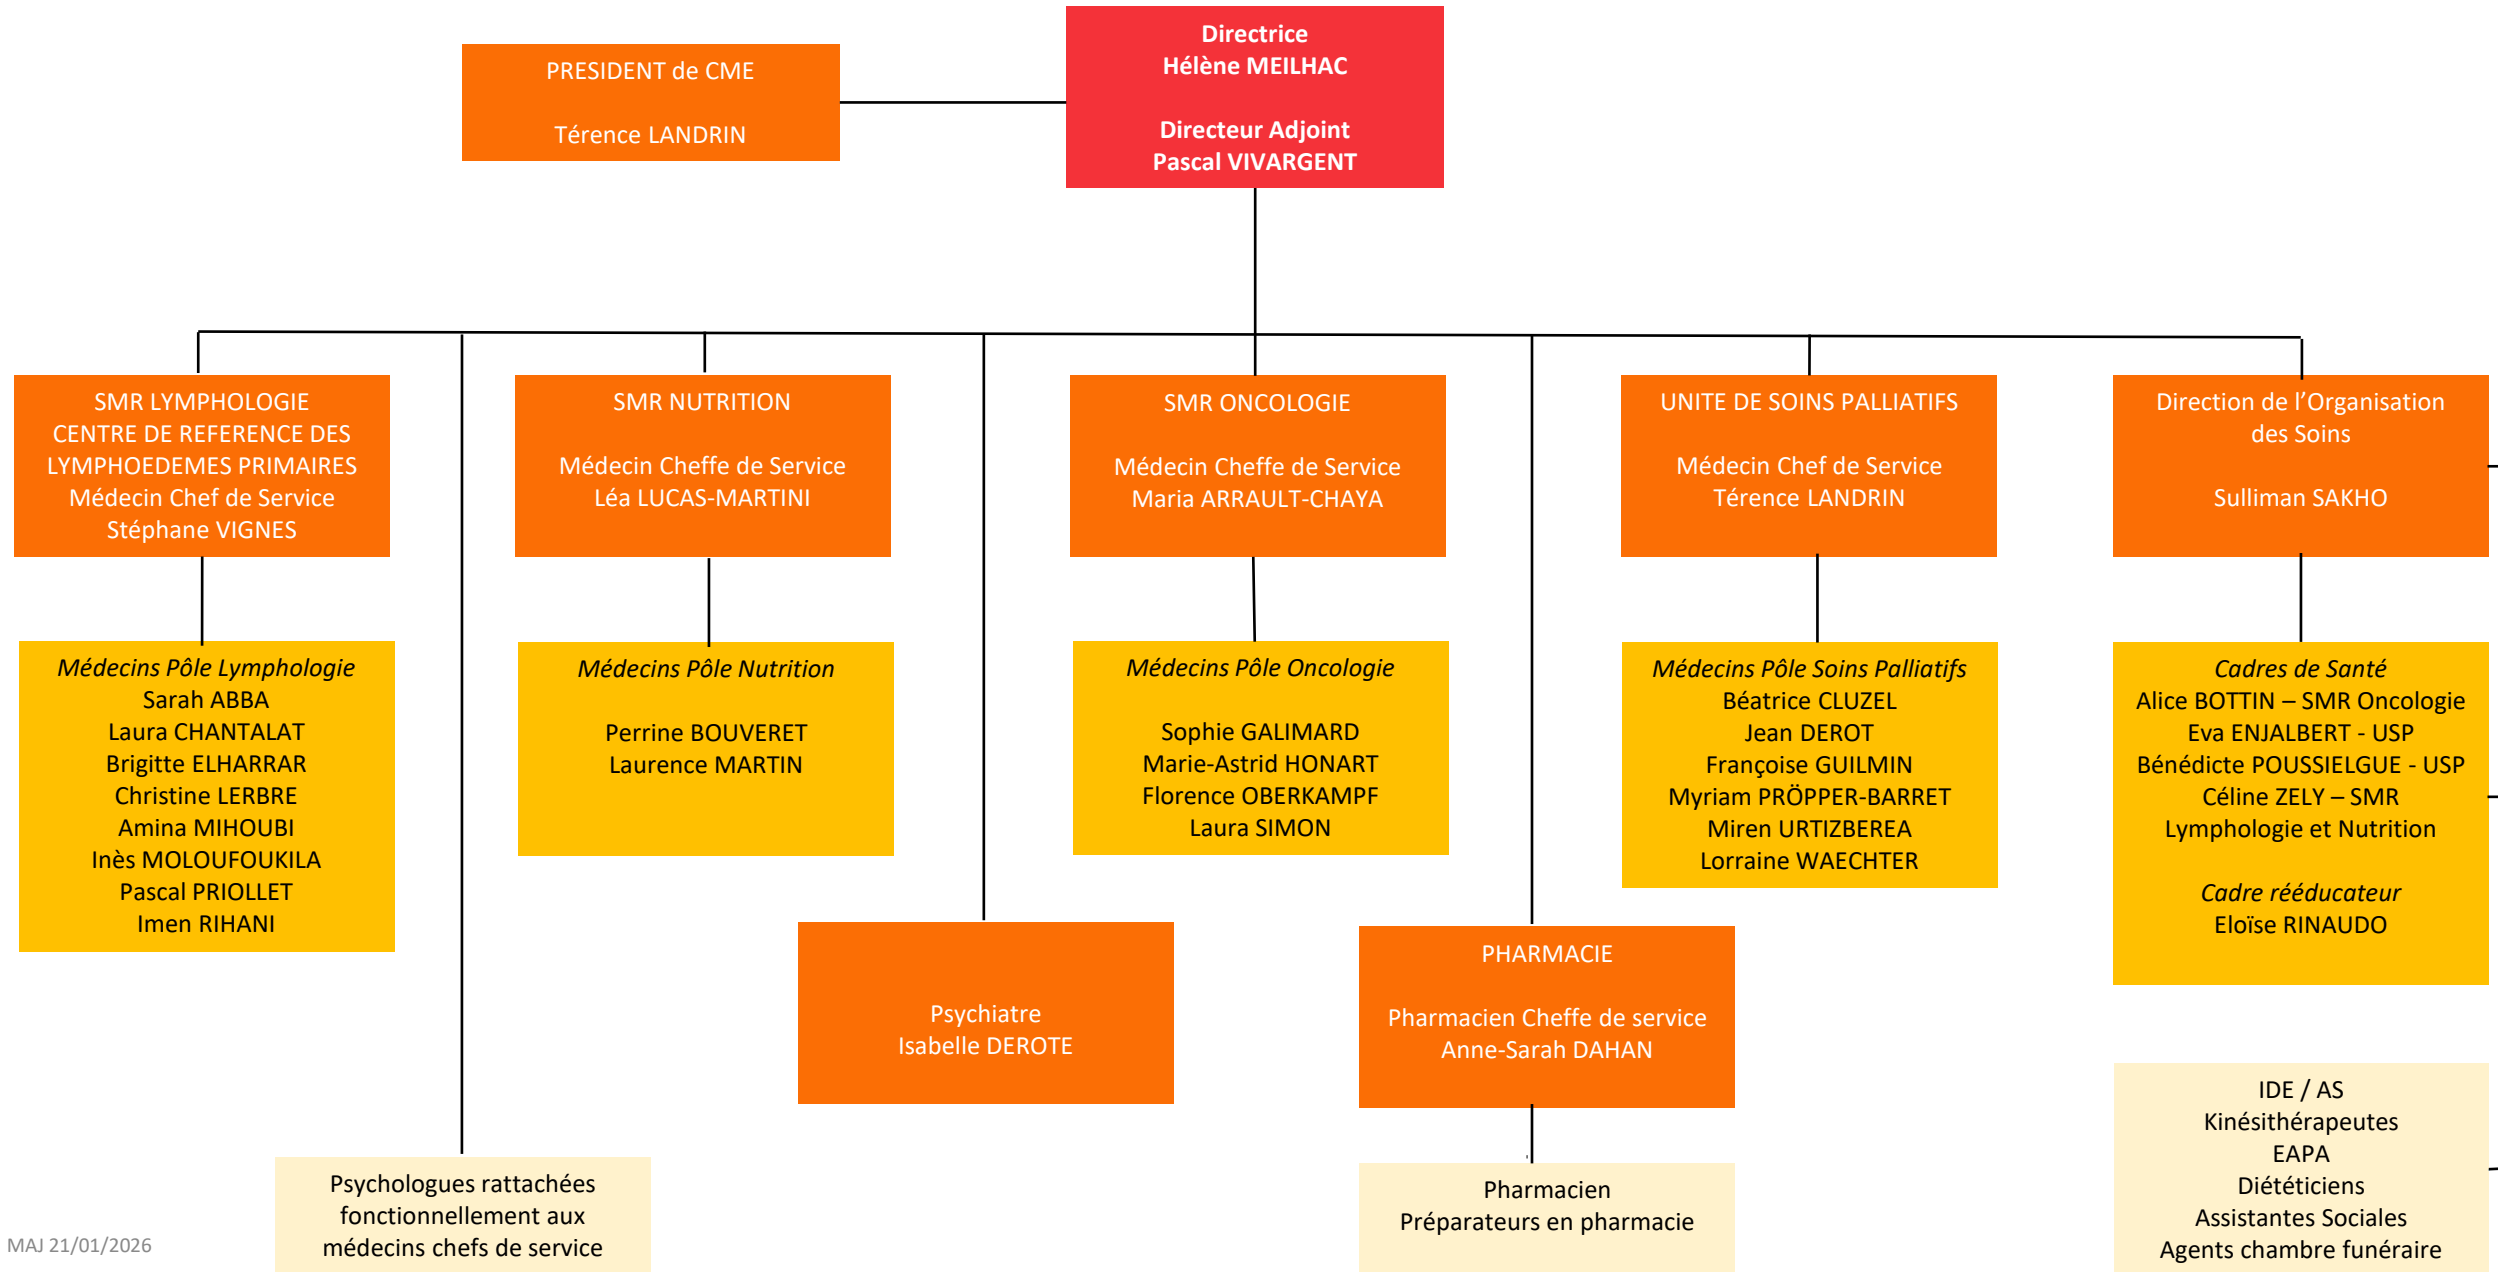 Directrice
Hélène MEILHAC
Directeur Adjoint
Pascal VIVARGENT
PRESIDENT de CME
Térence LANDRIN
SMR LYMPHOLOGIE
CENTRE DE REFERENCE DES
LYMPHOEDEMES PRIMAIRES
Médecin Chef de Service
Stéphane VIGNES
SMR NUTRITION
Médecin Cheffe de Service
Léa LUCAS-MARTINI
SMR ONCOLOGIE
Médecin Cheffe de Service
Maria ARRAULT-CHAYA
UNITE DE SOINS PALLIATIFS
Médecin Chef de Service
Térence LANDRIN
Direction de l’Organisation
des Soins
Sulliman SAKHO
Médecins Pôle Lymphologie
Sarah ABBA
Laura CHANTALAT
Brigitte ELHARRAR
Christine LERBRE
Amina MIHOUBI
Inès MOLOUFOUKILA
Pascal PRIOLLET
Imen RIHANI
Médecins Pôle Nutrition
Perrine BOUVERET
Laurence MARTIN
Médecins Pôle Oncologie
Sophie GALIMARD
Marie-Astrid HONART
Florence OBERKAMPF
Laura SIMON
Médecins Pôle Soins Palliatifs
Béatrice CLUZEL
Jean DEROT
Françoise GUILMIN
Myriam PRÖPPER-BARRET
Miren URTIZBEREA
Lorraine WAECHTER
Cadres de Santé
Alice BOTTIN – SMR Oncologie
Eva ENJALBERT - USP
Bénédicte POUSSIELGUE - USP
Céline ZELY – SMR
Lymphologie et Nutrition
Cadre rééducateur
Eloïse RINAUDO
Psychiatre
Isabelle DEROTE
PHARMACIE
Pharmacien Cheffe de service
Anne-Sarah DAHAN
Psychologues rattachées
fonctionnellement aux
médecins chefs de service
Pharmacien
Préparateurs en pharmacie
IDE / AS
Kinésithérapeutes
EAPA
Diététiciens
Assistantes Sociales
Agents chambre funéraire
MAJ 21/01/2026